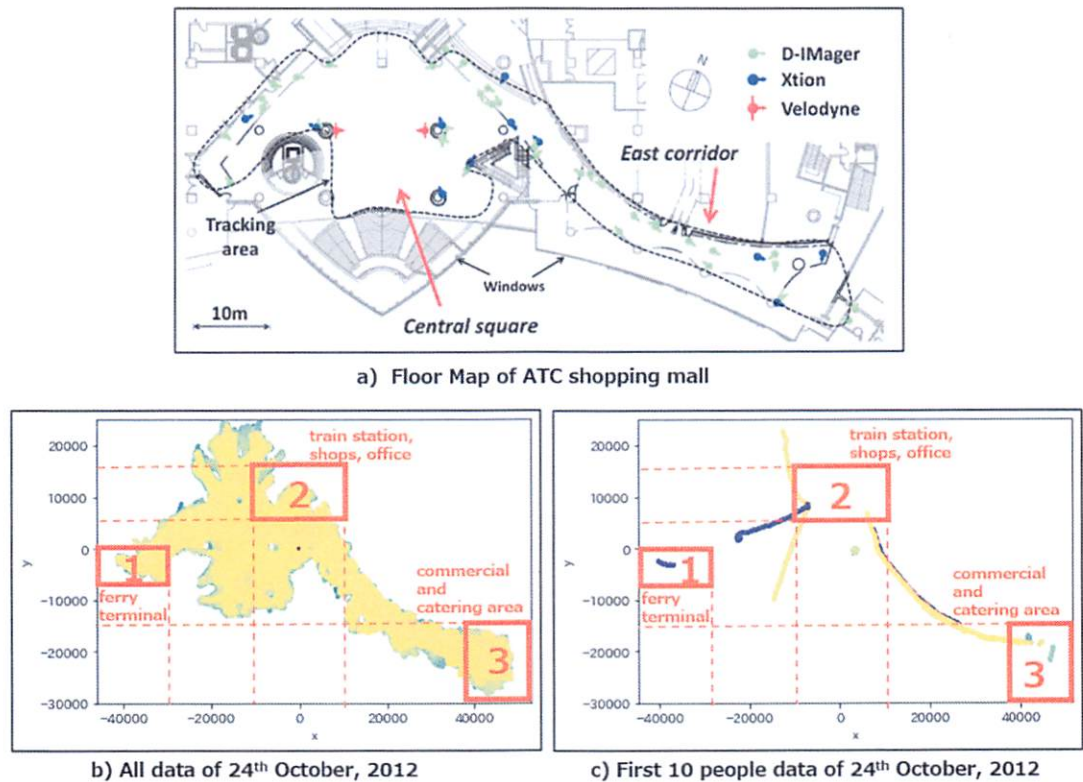 D-IMager
Xtion
Velodyne
East corridor
Tracking
area
Windows
10m
Central square
a) Floor Map of ATC shopping mall
train station,
shops, office
20000
10000
0
−10000
−20000
−30000
y
2
1
ferry
terminal
commercial
and
catering area
3
−40000 −20000 0 20000 40000
x
b) All data of 24th October, 2012
train station,
shops, office
20000
10000
0
−10000
−20000
−30000
y
2
1
ferry
terminal
commercial
and
catering area
3
−40000 −20000 0 20000 40000
x
c) First 10 people data of 24th October, 2012